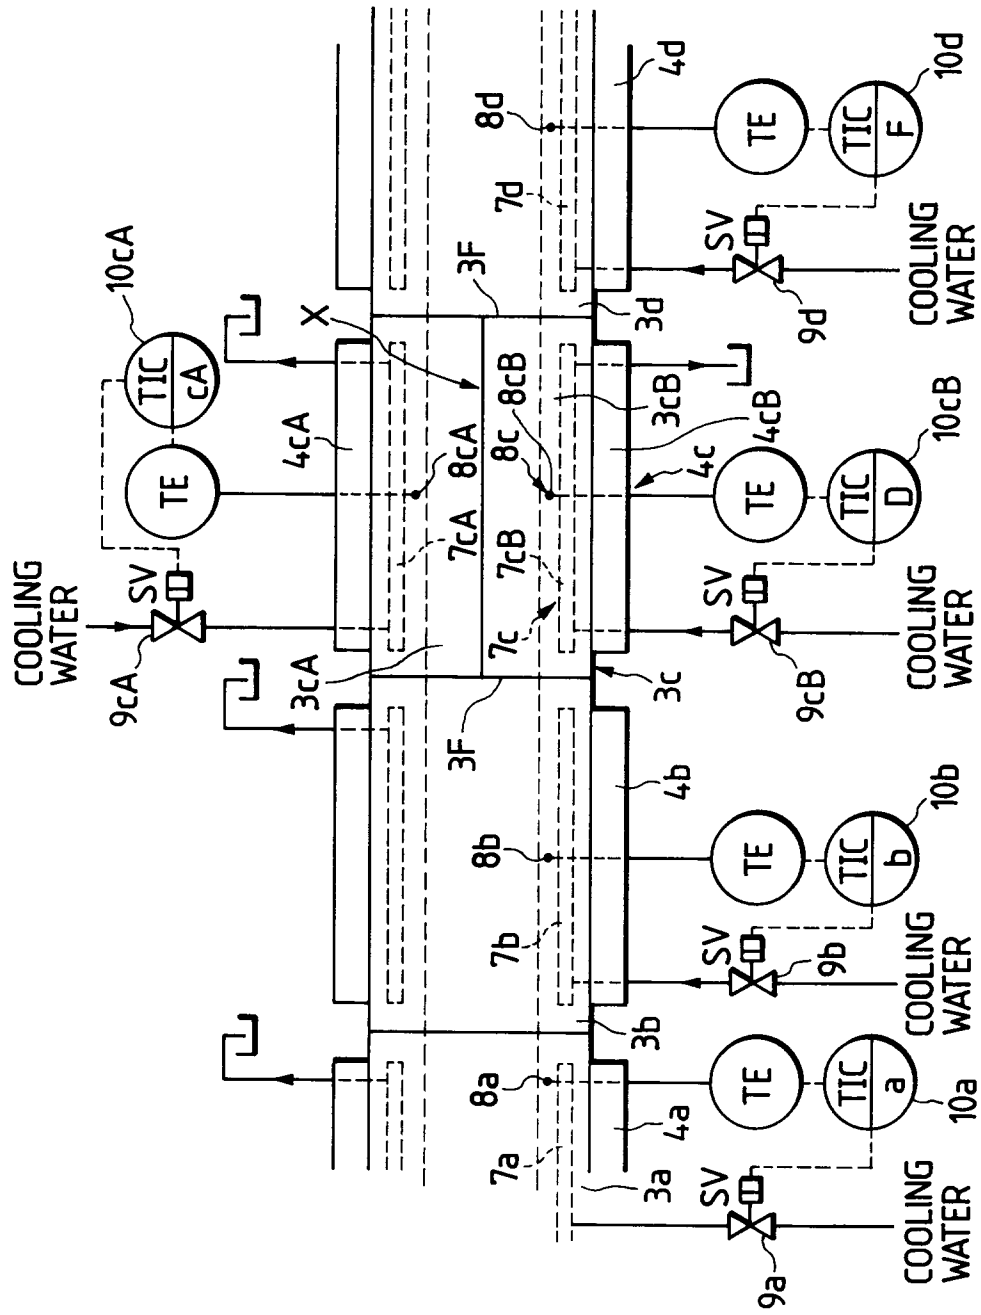 COOLING
WATER
9cA
SV
TE
TIC
cA
10cA
4cA
X
3F
3cA
7cA
8cA
3F
7a
8a
7b
8b
7c
7cB
8c
8cB
7d
8d
3a
4a
3b
4b
3c
4c
3cB
4cB
3d
4d
9a
SV
TE
TIC
a
10a
COOLING
WATER
SV
9b
TE
TIC
b
10b
COOLING
WATER
SV
9cB
TE
TIC
D
10cB
COOLING
WATER
SV
9d
TE
TIC
F
10d
COOLING
WATER